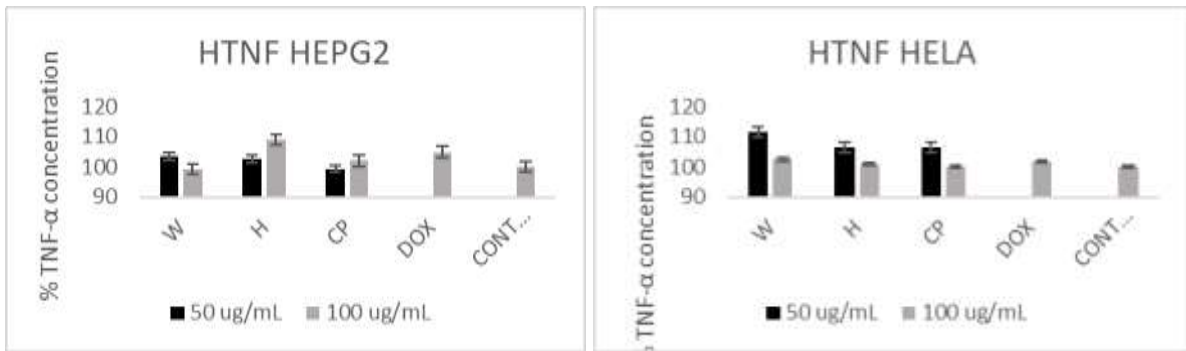 HTNF HEPG2
% TNF-α concentration
120
110
100
90
W
H
CP
DOX
CONT...
50 ug/mL
100 ug/mL
HTNF HELA
TNF-α concentration
120
110
100
90
W
H
CP
DOX
CONT...
50 ug/mL
100 ug/mL